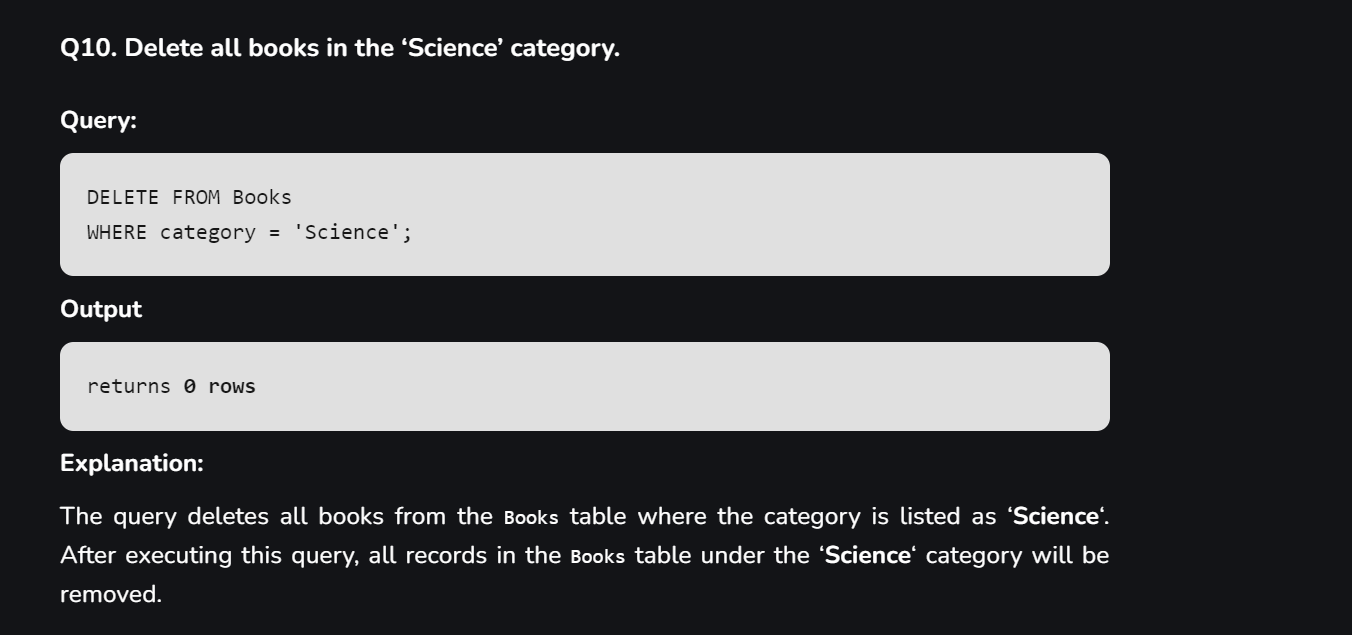 Q10. Delete all books in the ‘Science’ category.
Query:
DELETE FROM Books
WHERE category = 'Science';
Output
returns 0 rows
Explanation:
The query deletes all books from the Books table where the category is listed as ‘Science‘.
After executing this query, all records in the Books table under the ‘Science‘ category will be
removed.